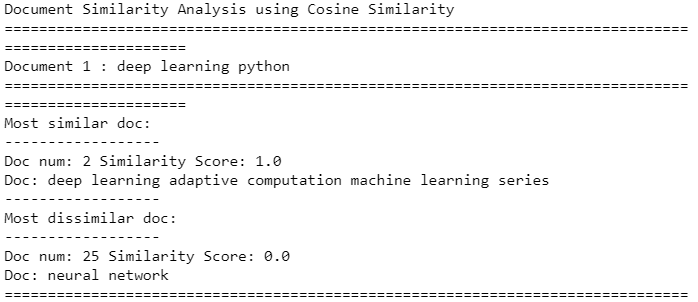 Document Similarity Analysis using Cosine Similarity
===============================================================================
=====================
Document 1 : deep learning python
===============================================================================
=====================
Most similar doc:
------------------
Doc num: 2 Similarity Score: 1.0
Doc: deep learning adaptive computation machine learning series
------------------
Most dissimilar doc:
------------------
Doc num: 25 Similarity Score: 0.0
Doc: neural network
===============================================================================